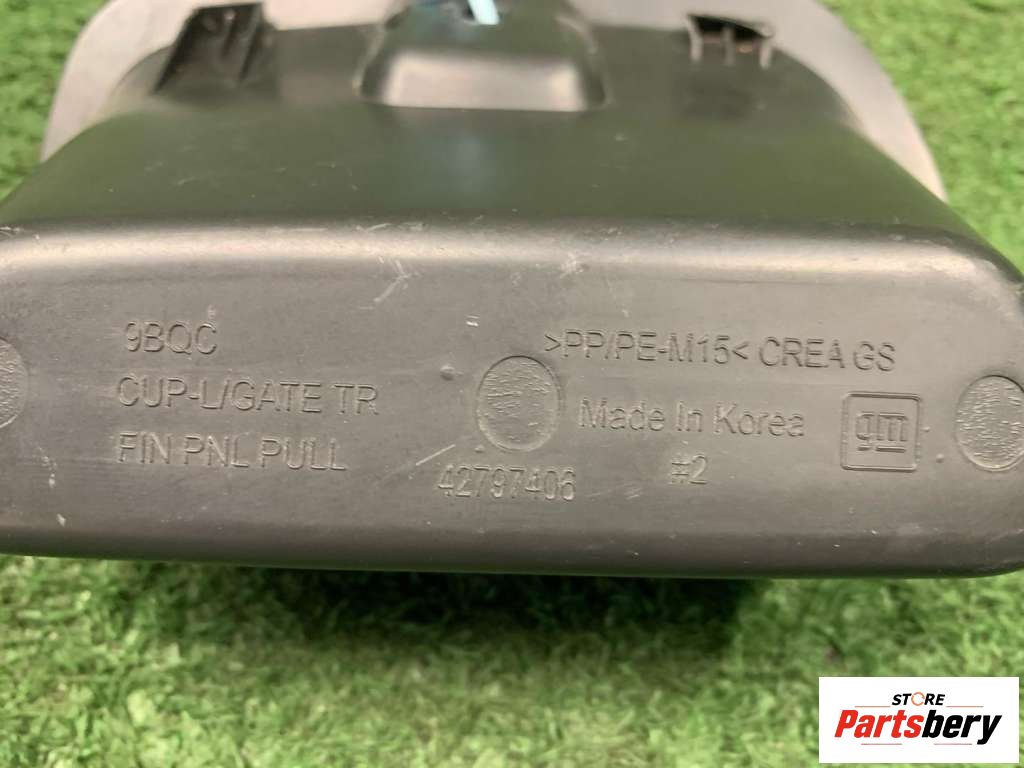 9BQC
CUP-L/GATE TR
FIN PNL PULL
>PP/PE-M15< CREA GS
Made In Korea
gm
42797406
#2
STORE
Partsbery